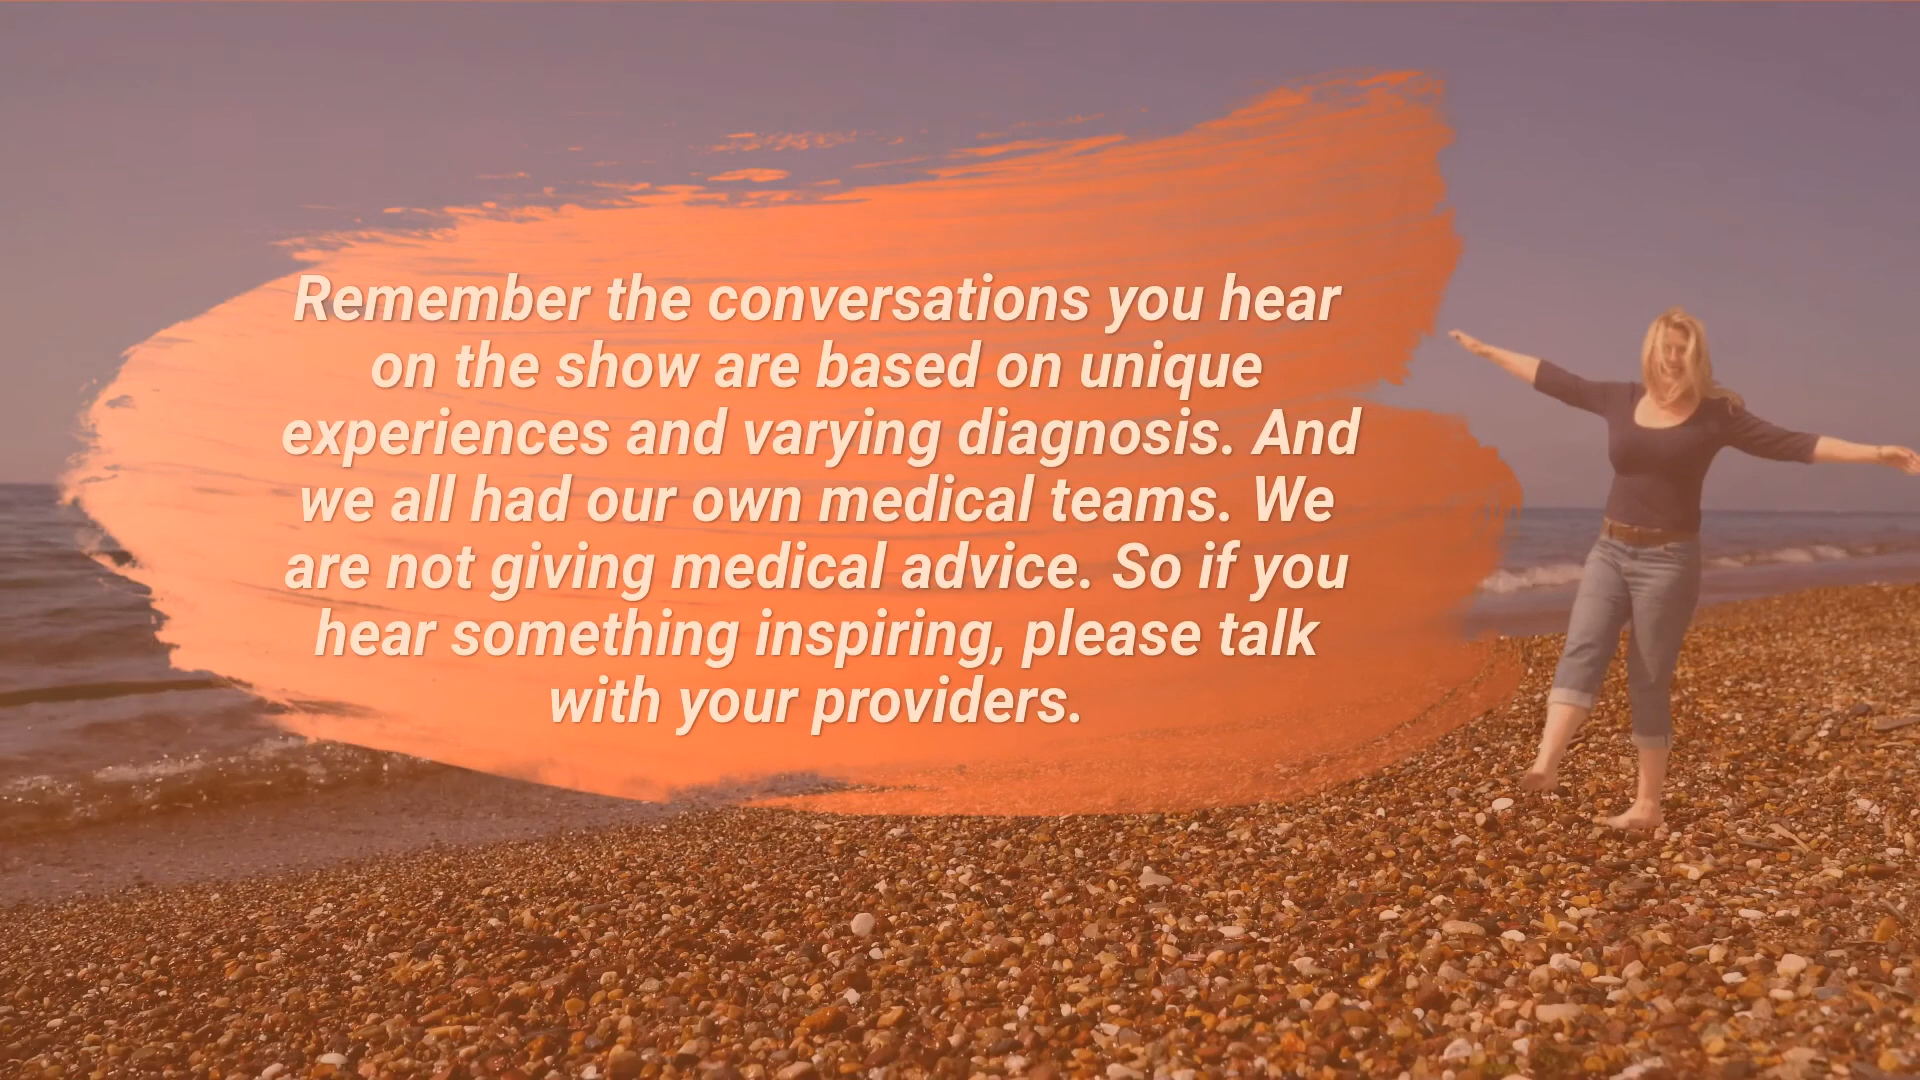 Remember the conversations you hear
on the show are based on unique
experiences and varying diagnosis. And
we all had our own medical teams. We
are not giving medical advice. So if you
hear something inspiring, please talk
with your providers.